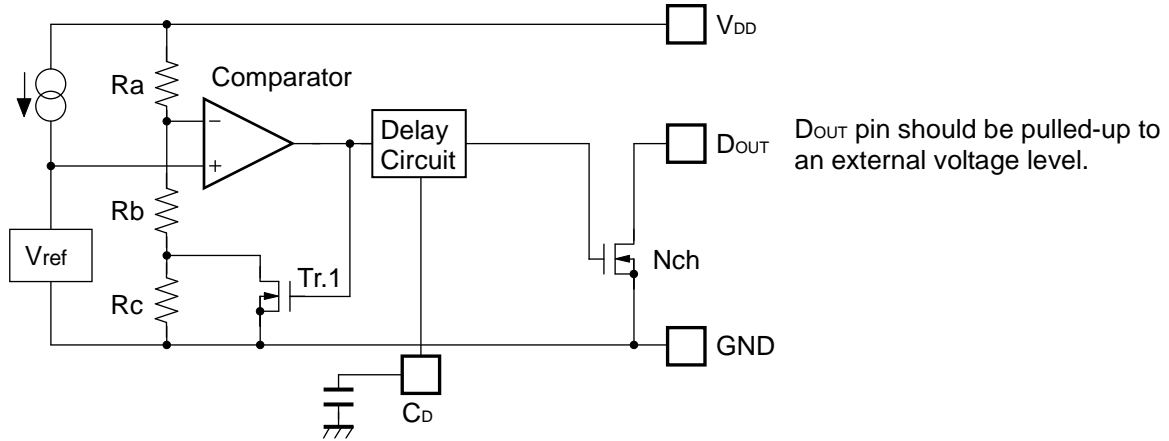 VDD
Ra
Comparator
−
+
Delay
Circuit
DOUT
DOUT pin should be pulled-up to
an external voltage level.
Rb
Vref
Tr.1
Nch
Rc
GND
CD